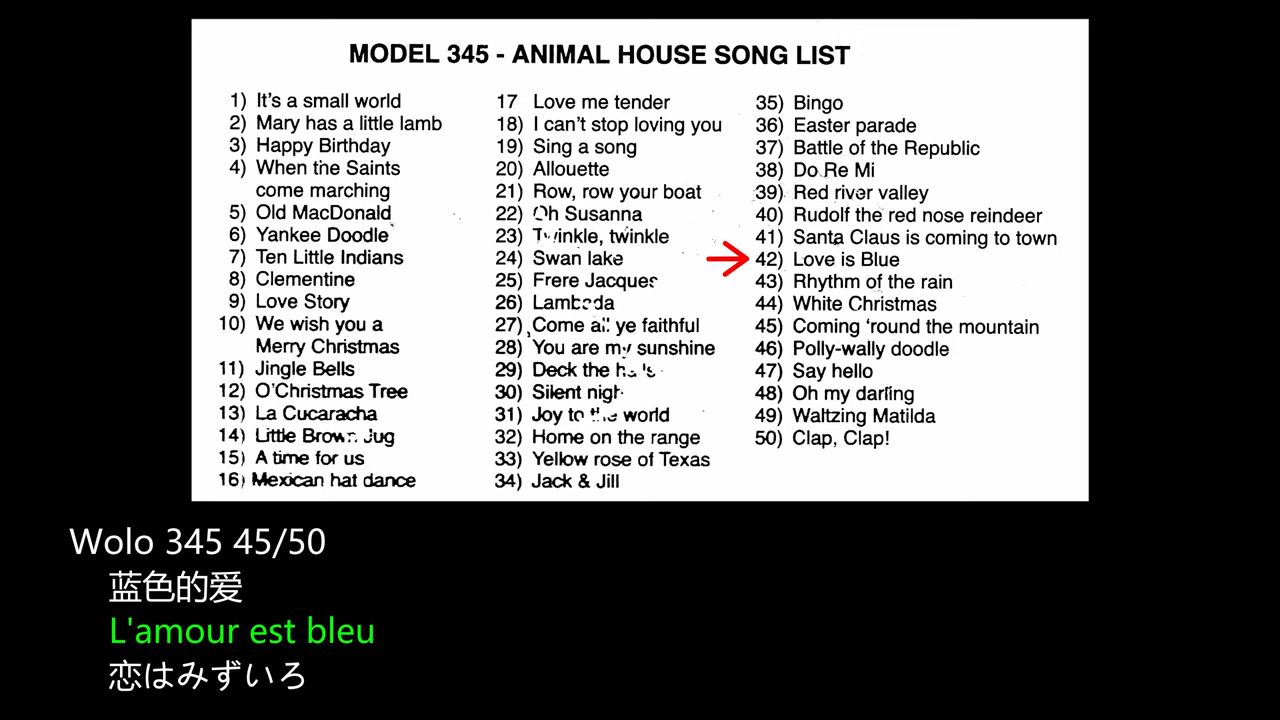 MODEL 345 - ANIMAL HOUSE SONG LIST
1) It's a small world
2) Mary has a little lamb
3) Happy Birthday
4) When the Saints
come marching
5) Old MacDonald
6) Yankee Doodle
7) Ten Little Indians
8) Clementine
9) Love Story
10) We wish you a
Merry Christmas
11) Jingle Bells
12) O'Christmas Tree
13) La Cucaracha
14) Little Brown Jug
15) A time for us
16) Mexican hat dance
17 Love me tender
18) I can't stop loving you
19) Sing a song
20) Allouette
21) Row, row your boat
22) Oh Susanna
23) Twinkle, twinkle
24) Swan lake
25) Frere Jacques
26) Lambada
27) Come all ye faithful
28) You are my sunshine
29) Deck the halls
30) Silent night
31) Joy to the world
32) Home on the range
33) Yellow rose of Texas
34) Jack & Jill
35) Bingo
36) Easter parade
37) Battle of the Republic
38) Do Re Mi
39) Red river valley
40) Rudolf the red nose reindeer
41) Santa Claus is coming to town
42) Love is Blue
43) Rhythm of the rain
44) White Christmas
45) Coming 'round the mountain
46) Polly-wally doodle
47) Say hello
48) Oh my darling
49) Waltzing Matilda
50) Clap, Clap!
Wolo 345 45/50
蓝色的爱
L'amour est bleu
恋はみずいろ